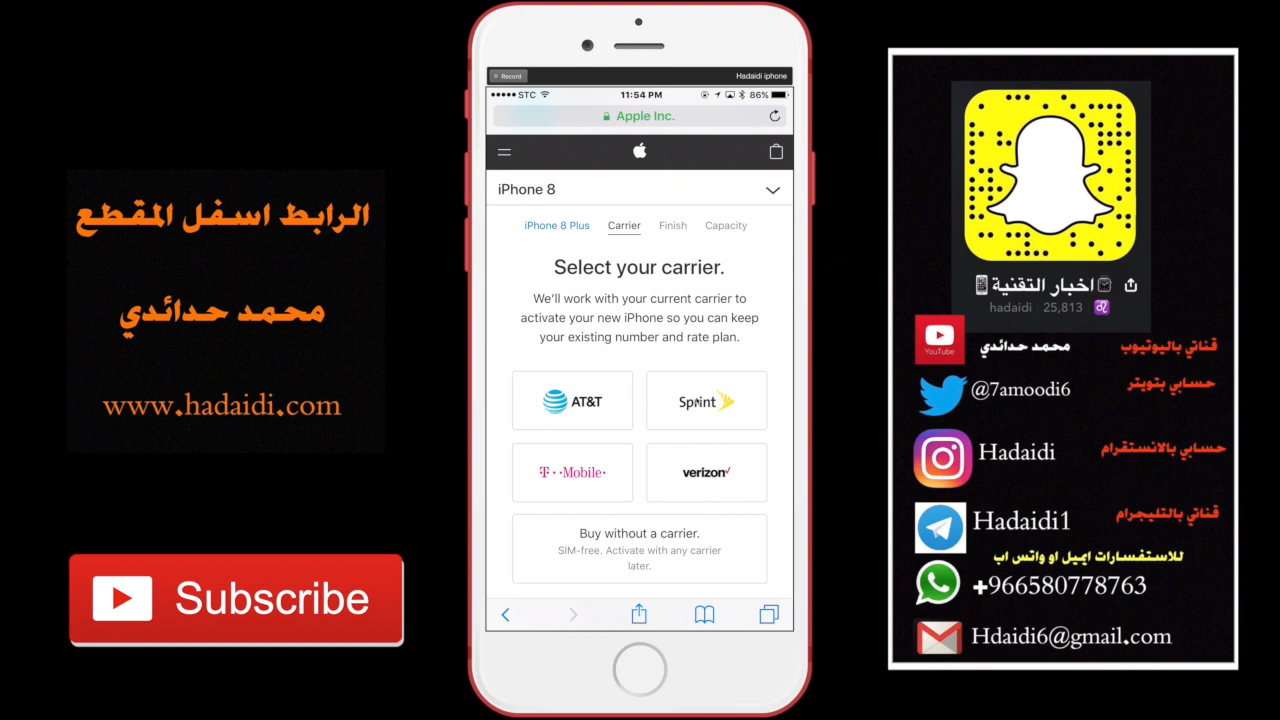 الرابط اسفل المقطع
محمد حدائدي
www.hadaidi.com
Subscribe
Record
Hadaidi iphone
STC
11:54 PM
86%
Apple Inc.
iPhone 8
iPhone 8 Plus
Carrier
Finish
Capacity
Select your carrier.
We'll work with your current carrier to
activate your new iPhone so you can keep
your existing number and rate plan.
AT&T
Sprint
T··Mobile·
verizon✓
Buy without a carrier.
SIM-free. Activate with any carrier
later.
اخبار التقنية
hadaidi
25,813
YouTube
محمد حدائدي
قناتي باليوتيوب
@7amoodi6
حسابي بتويتر
Hadaidi
حسابي بالانستقرام
Hadaidi1
قناتي بالتليجرام
للاستفسارات ايميل او واتس اب
+966580778763
Hdaidi6@gmail.com